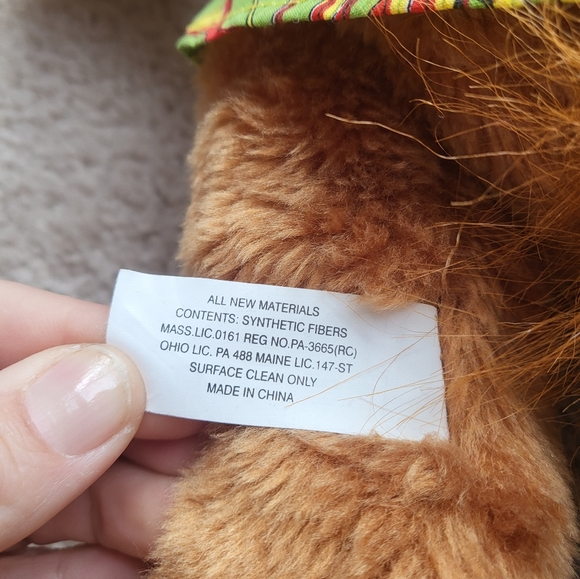 ALL NEW MATERIALS
CONTENTS: SYNTHETIC FIBERS
MASS.LIC.0161 REG NO.PA-3665(RC)
OHIO LIC. PA 488 MAINE LIC.147-ST
SURFACE CLEAN ONLY
MADE IN CHINA